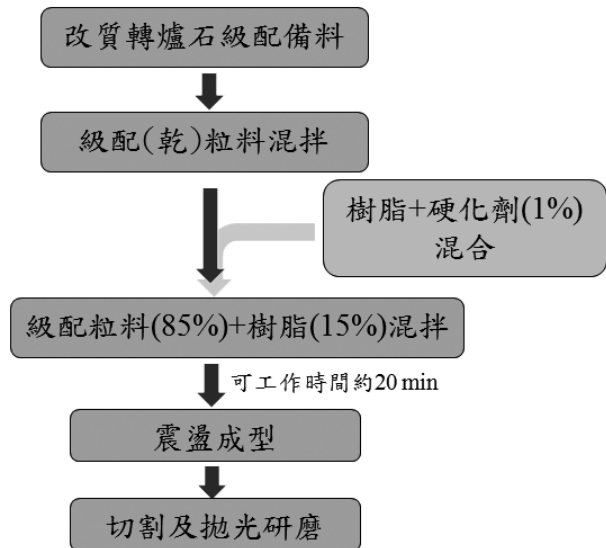 改質轉爐石級配備料
級配(乾)粒料混拌
樹脂+硬化劑(1%)
混合
級配粒料(85%)+樹脂(15%)混拌
可工作時間約20 min
震盪成型
切割及拋光研磨